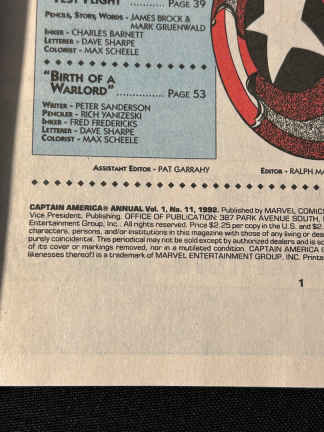 TEST FLIGHT" ............ PAGE 39
PENCILS, STORY, WORDS - JAMES BROCK &
MARK GRUENWALD
INKER - CHARLES BARNETT
LETTERER - DAVE SHARPE
COLORIST - MAX SCHEELE
"BIRTH OF A
WARLORD" ............ PAGE 53
WRITER - PETER SANDERSON
PENCILER - RICH YANIZESKI
INKER - FRED FREDERICKS
LETTERER - DAVE SHARPE
COLORIST - MAX SCHEELE
ASSISTANT EDITOR - PAT GARRAHY EDITOR - RALPH M
CAPTAIN AMERICA® ANNUAL Vol. 1, No. 11, 1992. Published by MARVEL COMIC
Vice President, Publishing. OFFICE OF PUBLICATION: 387 PARK AVENUE SOUTH,
Entertainment Group, Inc. All rights reserved. Price $2.25 per copy in the U.S. and $2.
characters, persons, and/or institutions in this magazine with those of any living or dea
purely coincidental. This periodical may not be sold except by authorized dealers and is so
of its cover or markings removed, nor in a mutilated condition. CAPTAIN AMERICA
(likenesses thereof) is a trademark of MARVEL ENTERTAINMENT GROUP, INC. Printe
1